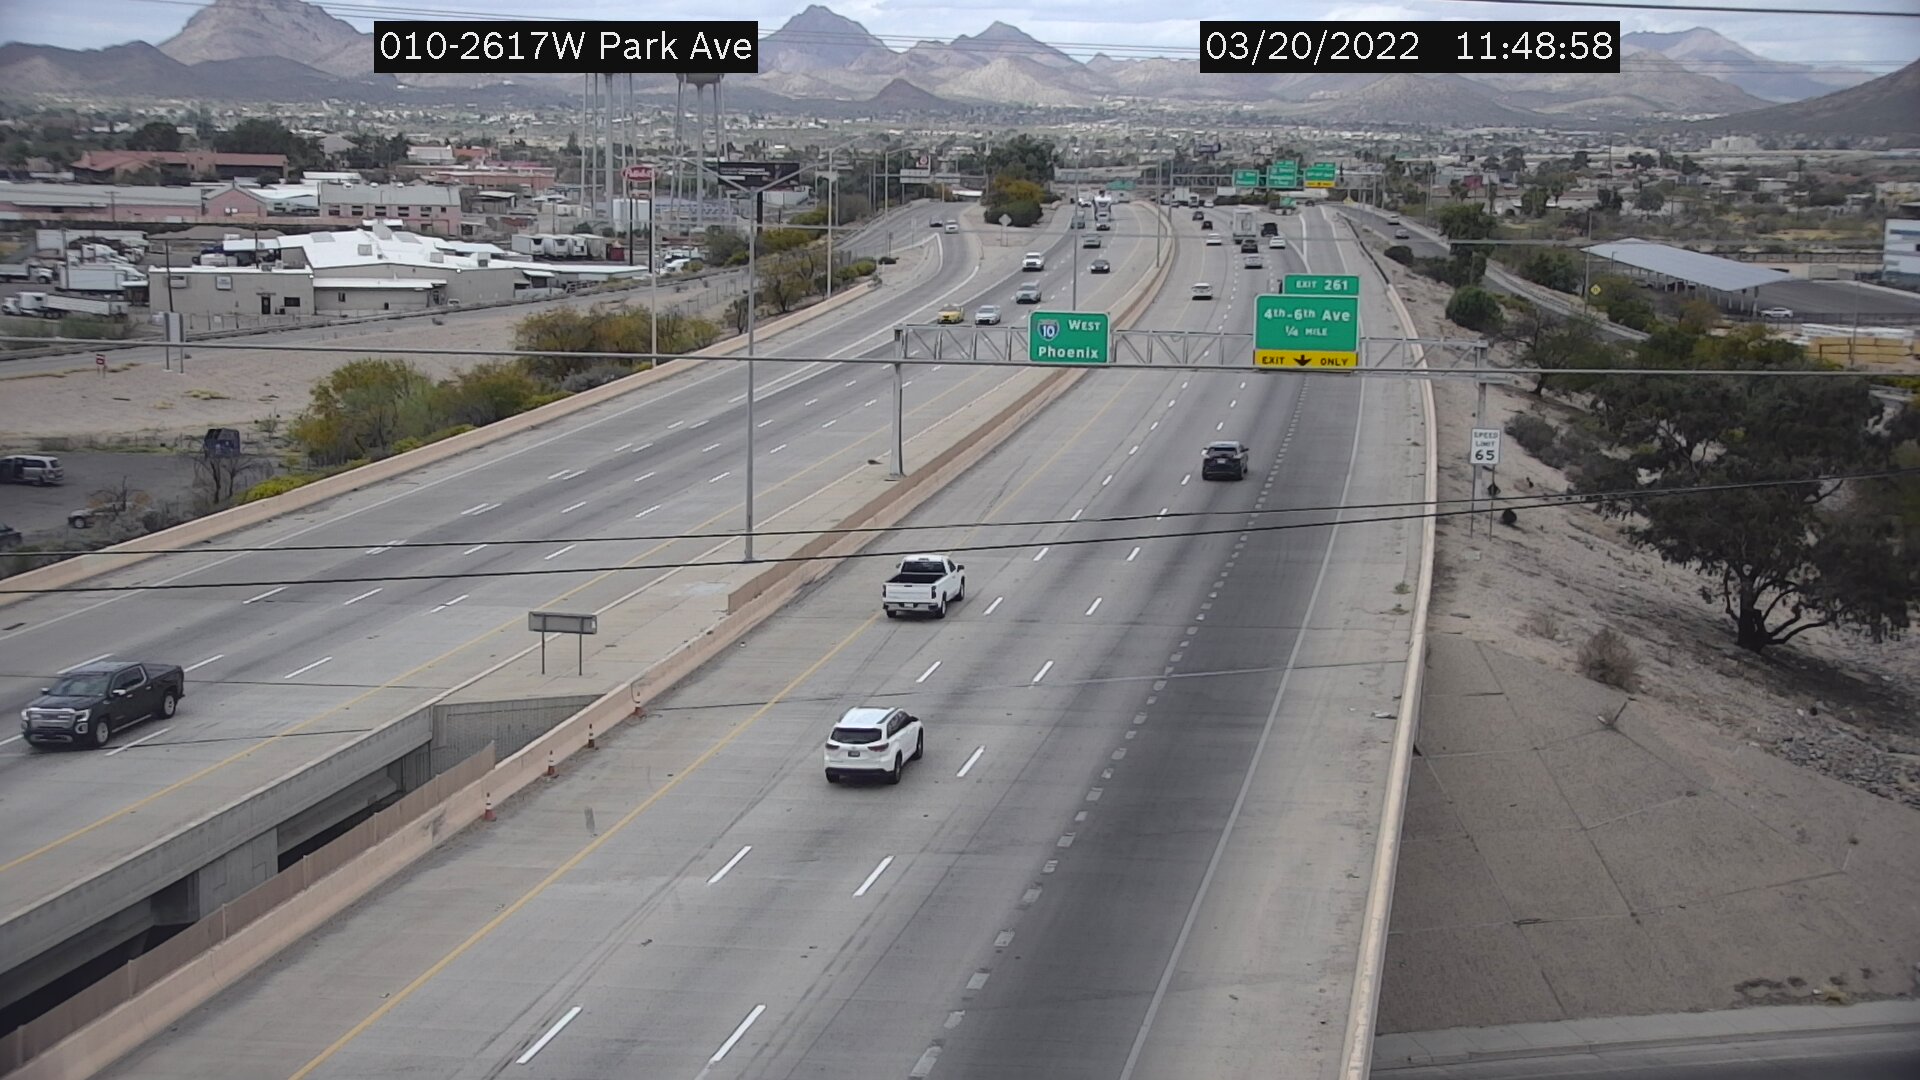 010-2617W Park Ave
03/20/2022 11:48:58
EXIT 261
4th-6th Ave
1/4 MILE
EXIT ONLY
10
WEST
Phoenix
SPEED
LIMIT
65